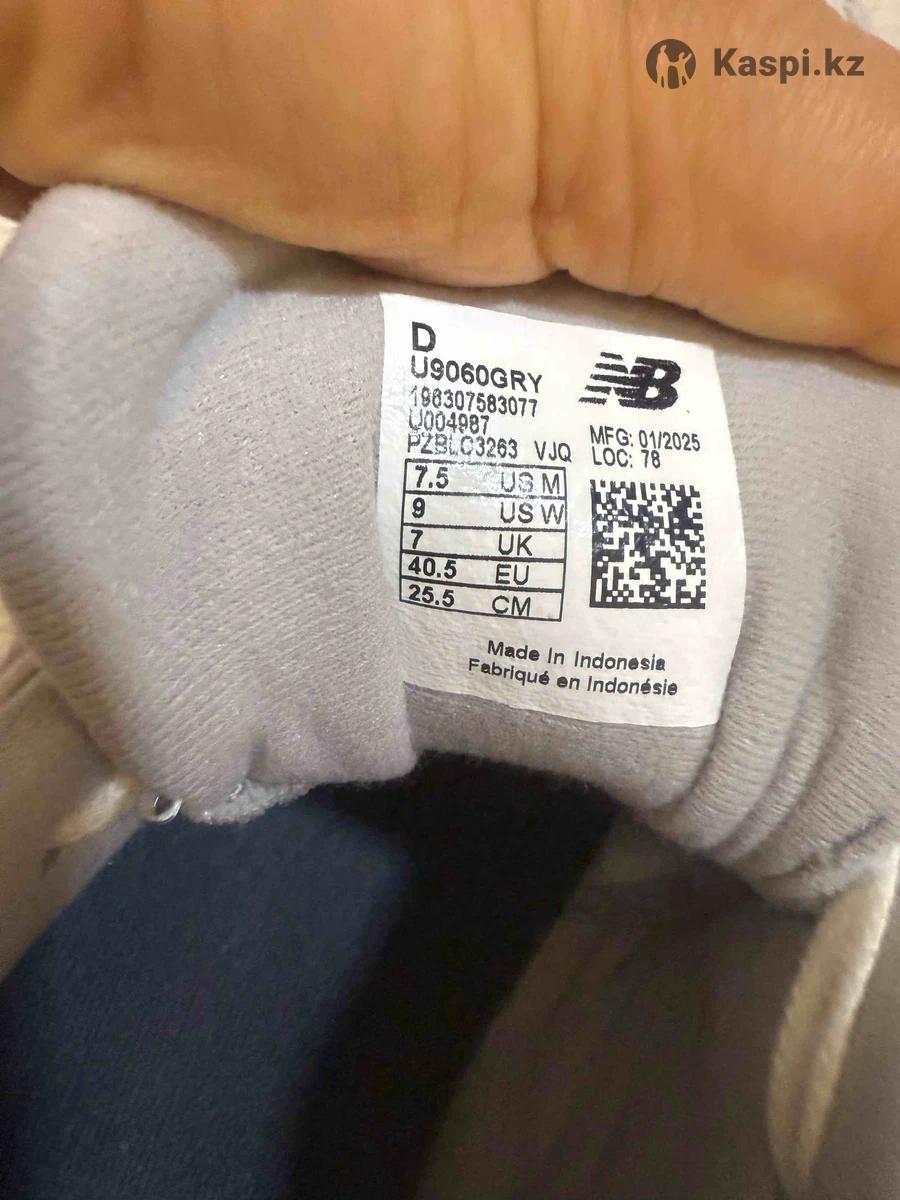 Kaspi.kz
D
U9060GRY
196307583077
U004987
PZBLC3263 VJQ
NB
MFG: 01/2025
LOC: 78
7.5 US M
9 US W
7 UK
40.5 EU
25.5 CM
Made In Indonesia
Fabriqué en Indonésie